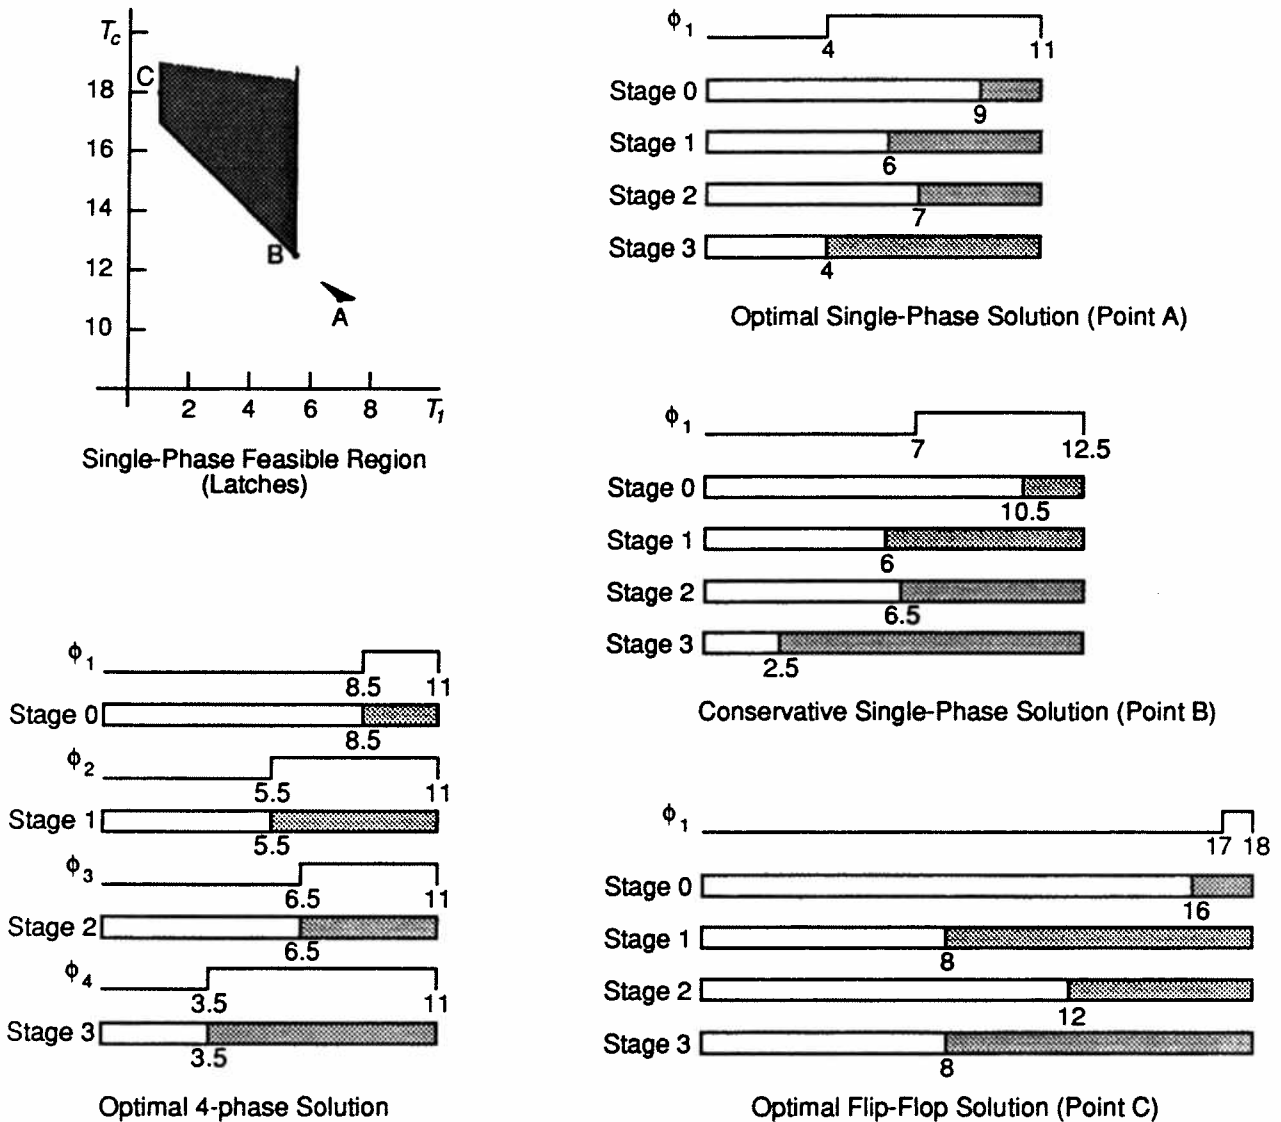 T_c
18
16
14
12
10
C
B
A
2 4 6 8 T_1
Single-Phase Feasible Region
(Latches)
ϕ1
4 11
Stage 0
9
Stage 1
6
Stage 2
7
Stage 3
4
Optimal Single-Phase Solution (Point A)
ϕ1
7 12.5
Stage 0
10.5
Stage 1
6
Stage 2
6.5
Stage 3
2.5
Conservative Single-Phase Solution (Point B)
ϕ1
8.5 11
Stage 0
8.5
ϕ2
5.5 11
Stage 1
5.5
ϕ3
6.5 11
Stage 2
6.5
ϕ4
3.5 11
Stage 3
3.5
Optimal 4-phase Solution
ϕ1
17 18
Stage 0
16
Stage 1
8
Stage 2
12
Stage 3
8
Optimal Flip-Flop Solution (Point C)